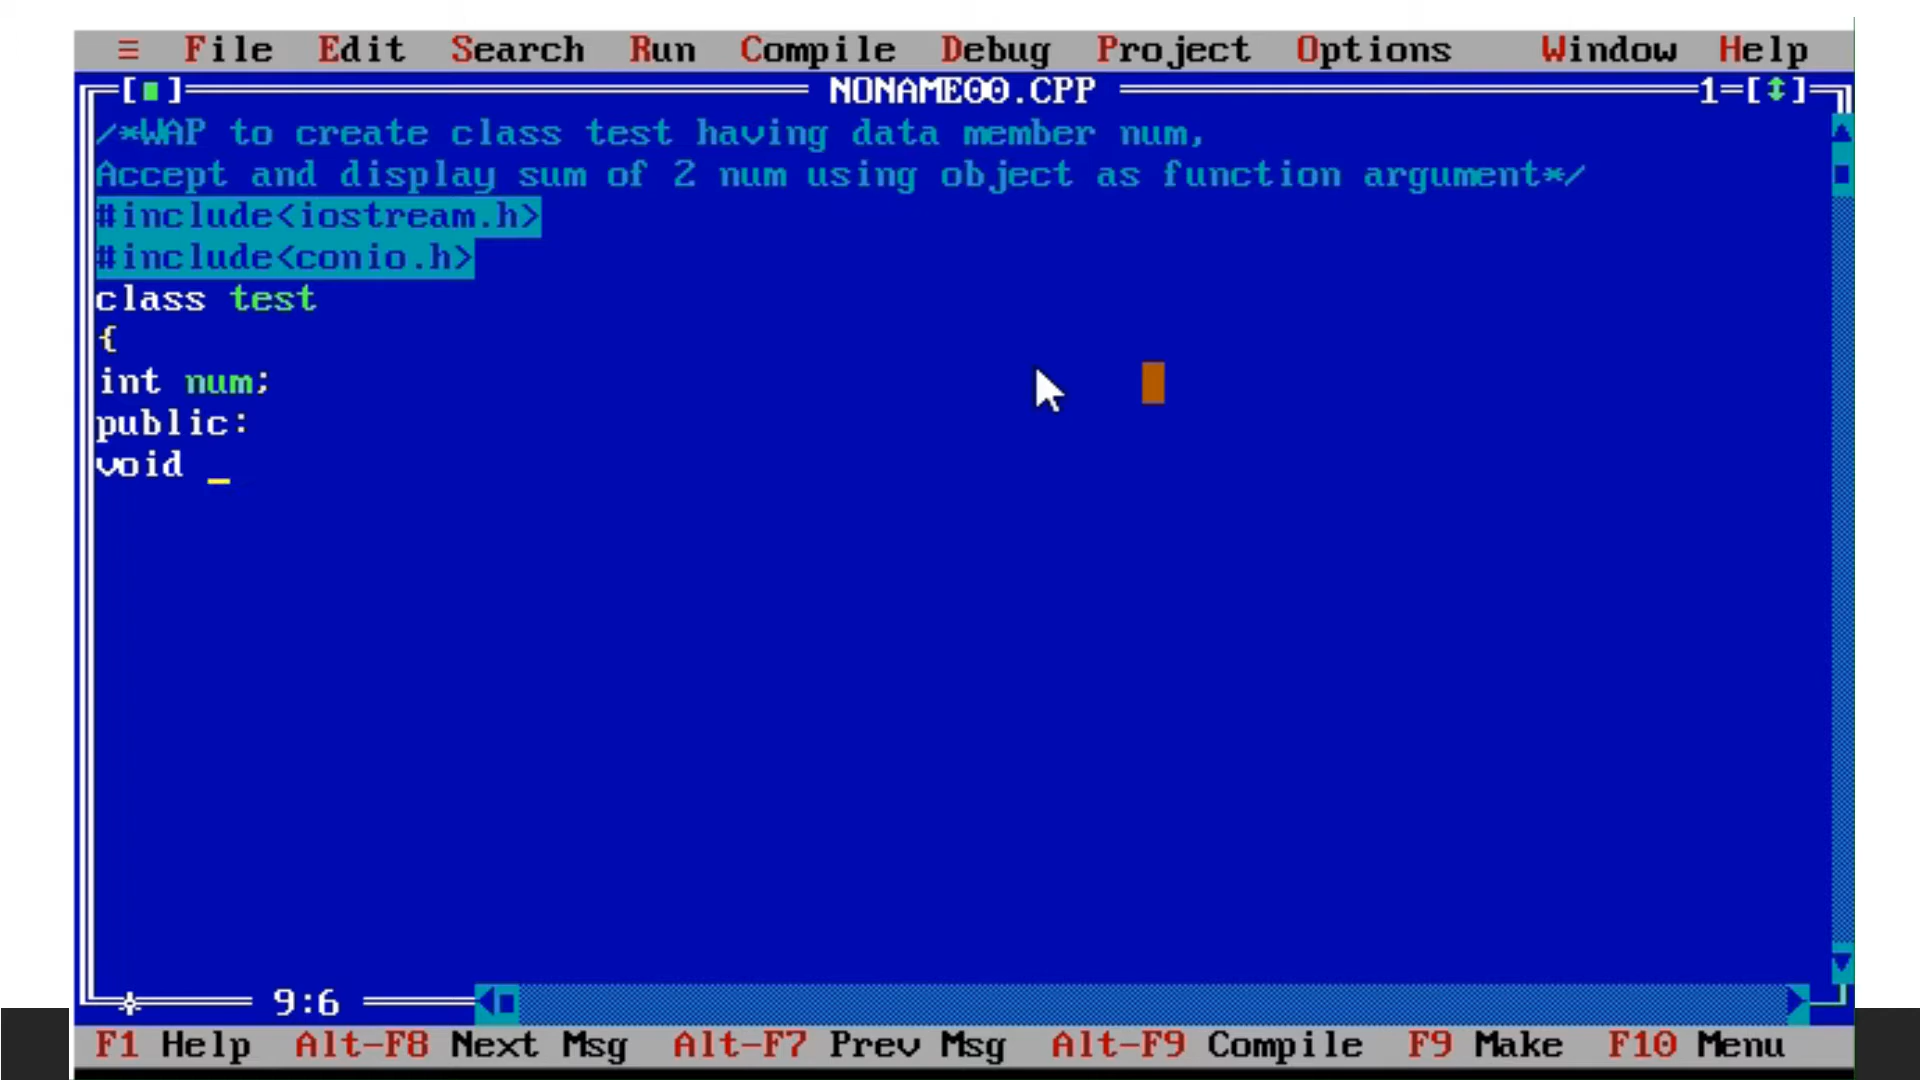 ≡ File Edit Search Run Compile Debug Project Options Window Help
[■] NONAME00.CPP 1=[↕]
/*WAP to create class test having data member num,
Accept and display sum of 2 num using object as function argument*/
#include<iostream.h>
#include<conio.h>
class test
{
int num;
public:
void _
9:6
F1 Help Alt-F8 Next Msg Alt-F7 Prev Msg Alt-F9 Compile F9 Make F10 Menu